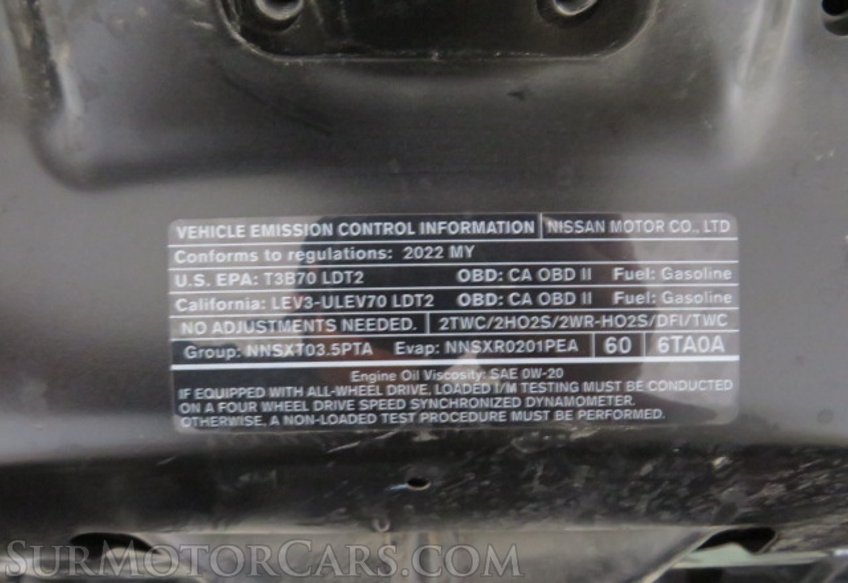 VEHICLE EMISSION CONTROL INFORMATION NISSAN MOTOR CO., LTD
Conforms to regulations: 2022 MY
U.S. EPA: T3B70 LDT2 OBD: CA OBD II Fuel: Gasoline
California: LEV3-ULEV70 LDT2 OBD: CA OBD II Fuel: Gasoline
NO ADJUSTMENTS NEEDED. 2TWC/2HO2S/2WR-HO2S/DFI/TWC
Group: NNSXT03.5PTA Evap: NNSXR0201PEA 60 6TA0A
Engine Oil Viscosity: SAE 0W-20
IF EQUIPPED WITH ALL-WHEEL DRIVE, LOADED I/M TESTING MUST BE CONDUCTED
ON A FOUR WHEEL DRIVE SPEED SYNCHRONIZED DYNAMOMETER.
OTHERWISE, A NON-LOADED TEST PROCEDURE MUST BE PERFORMED.
SURMOTORCARS.COM